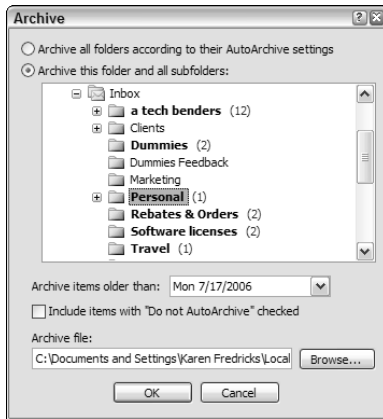 Archive
Archive all folders according to their AutoArchive settings
Archive this folder and all subfolders:
Inbox
a tech benders (12)
Clients
Dummies (2)
Dummies Feedback
Marketing
Personal (1)
Rebates & Orders (2)
Software licenses (2)
Travel (1)
Archive items older than: Mon 7/17/2006
Include items with "Do not AutoArchive" checked
Archive file:
C:\Documents and Settings\Karen Fredricks\Local Browse...
OK Cancel